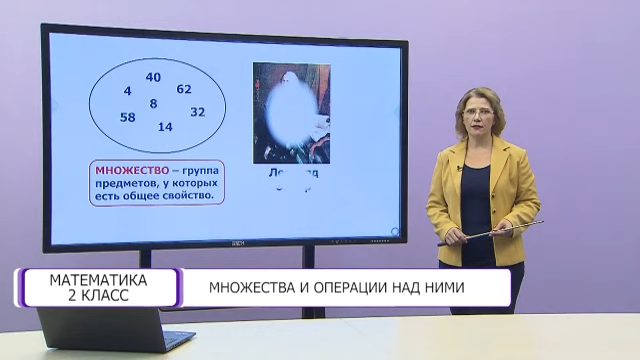 40
4 62
8
58 32
14
МНОЖЕСТВО – группа
предметов, у которых
есть общее свойство.
МАТЕМАТИКА
2 КЛАСС
МНОЖЕСТВА И ОПЕРАЦИИ НАД НИМИ